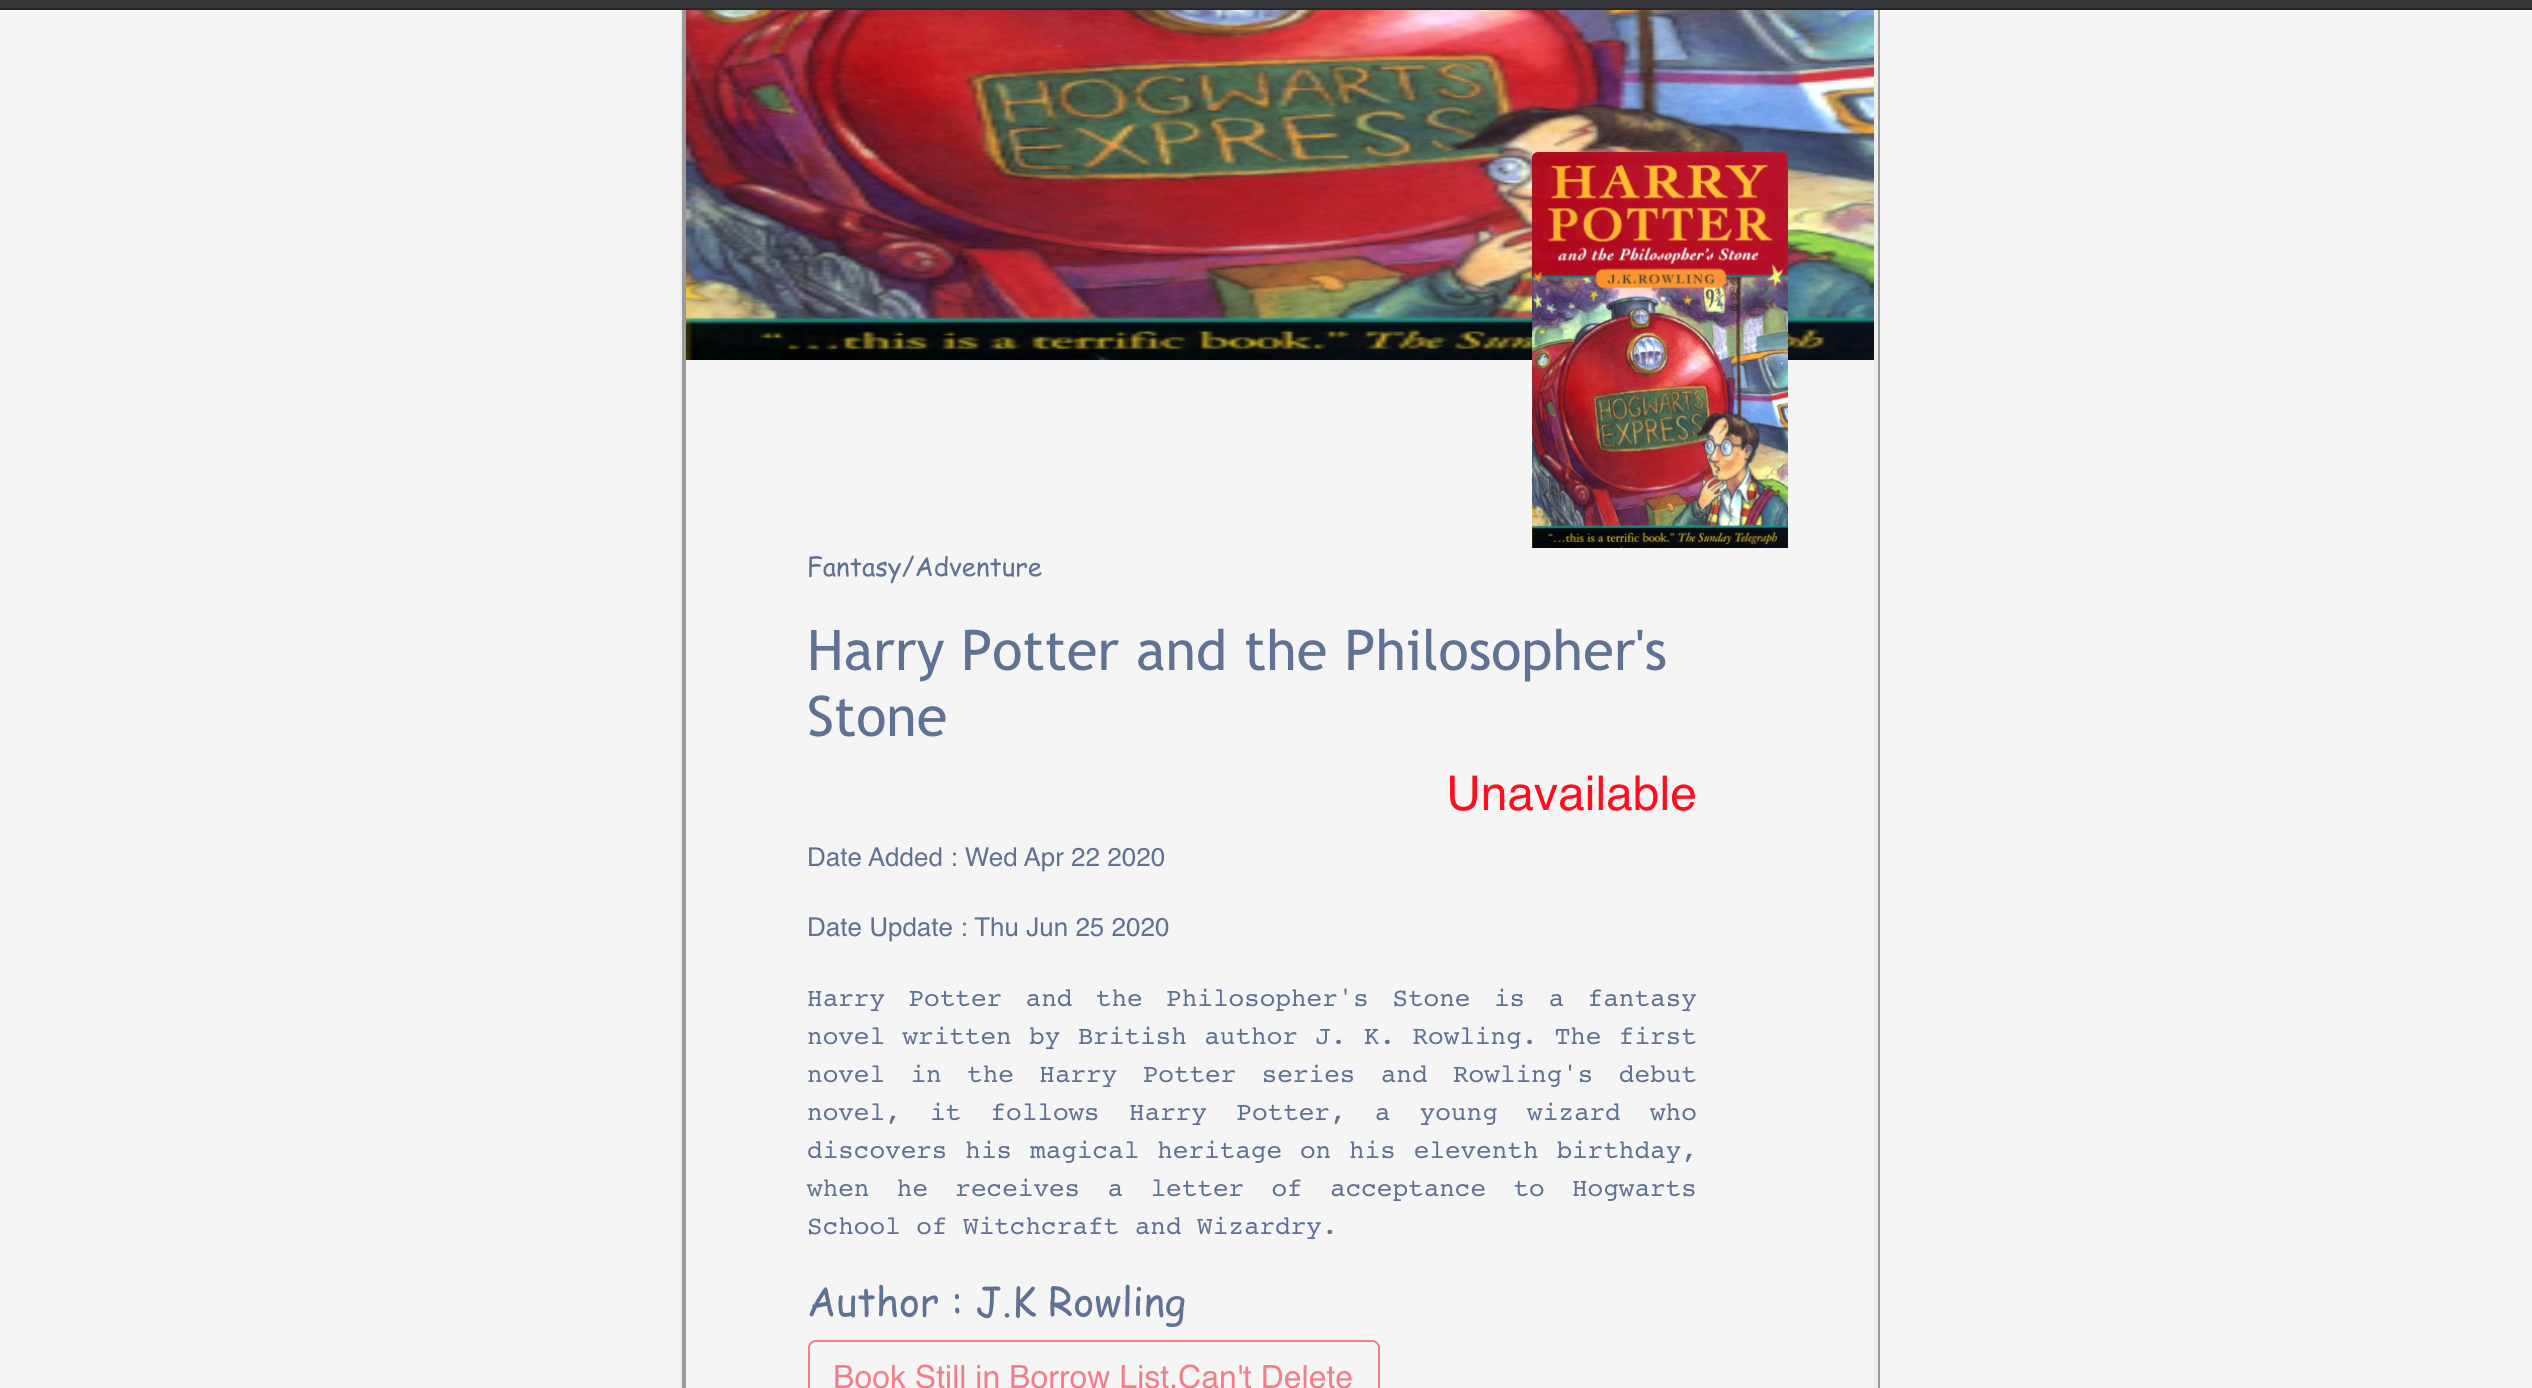 HOGWARTS
EXPRESS
"...this is a terrific book." The Sun
ph
HARRY
POTTER
and the Philosopher's Stone
J.K.ROWLING
9¾
HOGWARTS
EXPRESS
"...this is a terrific book." The Sunday Telegraph
Fantasy/Adventure
Harry Potter and the Philosopher's
Stone
Unavailable
Date Added : Wed Apr 22 2020
Date Update : Thu Jun 25 2020
Harry Potter and the Philosopher's Stone is a fantasy
novel written by British author J. K. Rowling. The first
novel in the Harry Potter series and Rowling's debut
novel, it follows Harry Potter, a young wizard who
discovers his magical heritage on his eleventh birthday,
when he receives a letter of acceptance to Hogwarts
School of Witchcraft and Wizardry.
Author : J.K Rowling
Book Still in Borrow List,Can't Delete